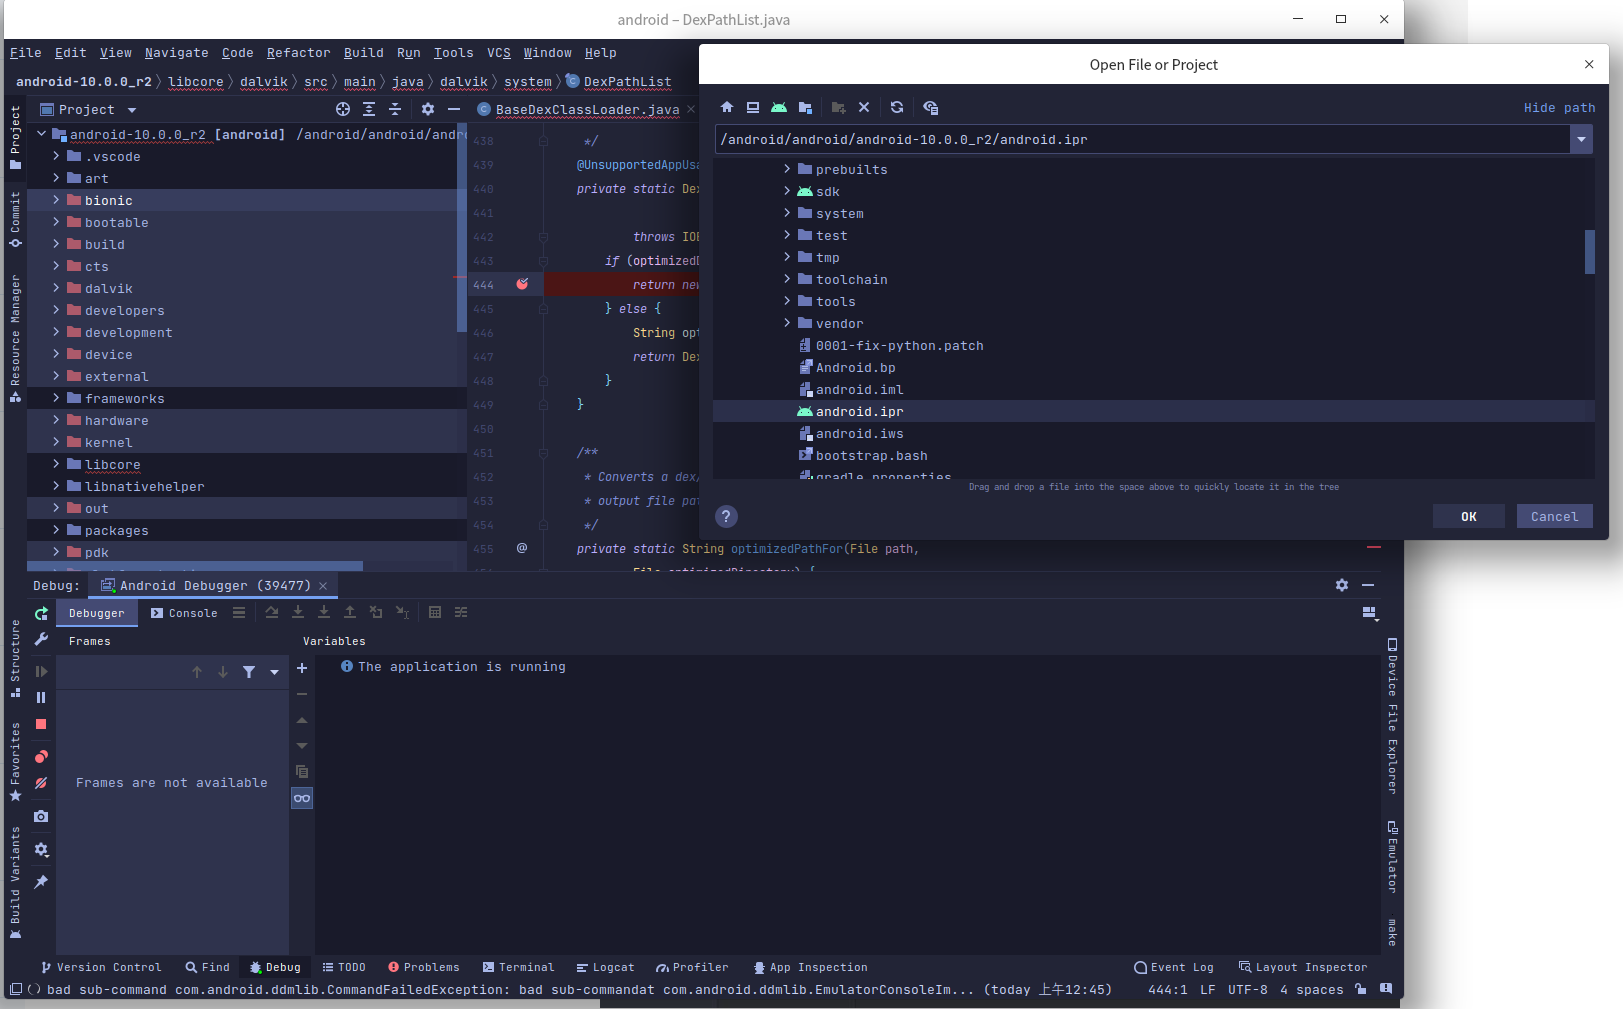 android – DexPathList.java
File Edit View Navigate Code Refactor Build Run Tools VCS Window Help
android-10.0.0_r2 libcore dalvik src main java dalvik system DexPathList
Project
BaseDexClassLoader.java
android-10.0.0_r2 [android] /android/android/andr
.vscode
art
bionic
bootable
build
cts
dalvik
developers
development
device
external
frameworks
hardware
kernel
libcore
libnativehelper
out
packages
pdk
Project
Commit
Resource Manager
Structure
Favorites
Build Variants
438 */
439 @UnsupportedAppUsa
440 private static Dex
441
442 throws IOE
443 if (optimizedD
444 return new
445 } else {
446 String opt
447 return Dex
448 }
449 }
450
451 /**
452 * Converts a dex/
453 * output file pat
454 */
455 @ private static String optimizedPathFor(File path,
File optimizedDirectory) {
Open File or Project
Hide path
/android/android/android-10.0.0_r2/android.ipr
prebuilts
sdk
system
test
tmp
toolchain
tools
vendor
0001-fix-python.patch
Android.bp
android.iml
android.ipr
android.iws
bootstrap.bash
gradle.properties
Drag and drop a file into the space above to quickly locate it in the tree
?
OK
Cancel
Debug: Android Debugger (39477)
Debugger Console
Frames
Variables
The application is running
Frames are not available
Device File Explorer
Emulator
make
Version Control Find Debug TODO Problems Terminal Logcat Profiler App Inspection Event Log Layout Inspector
bad sub-command com.android.ddmlib.CommandFailedException: bad sub-commandat com.android.ddmlib.EmulatorConsoleIm... (today 上午12:45) 444:1 LF UTF-8 4 spaces